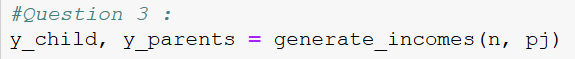 #Question 3 :
y_child, y_parents = generate_incomes(n, pj)